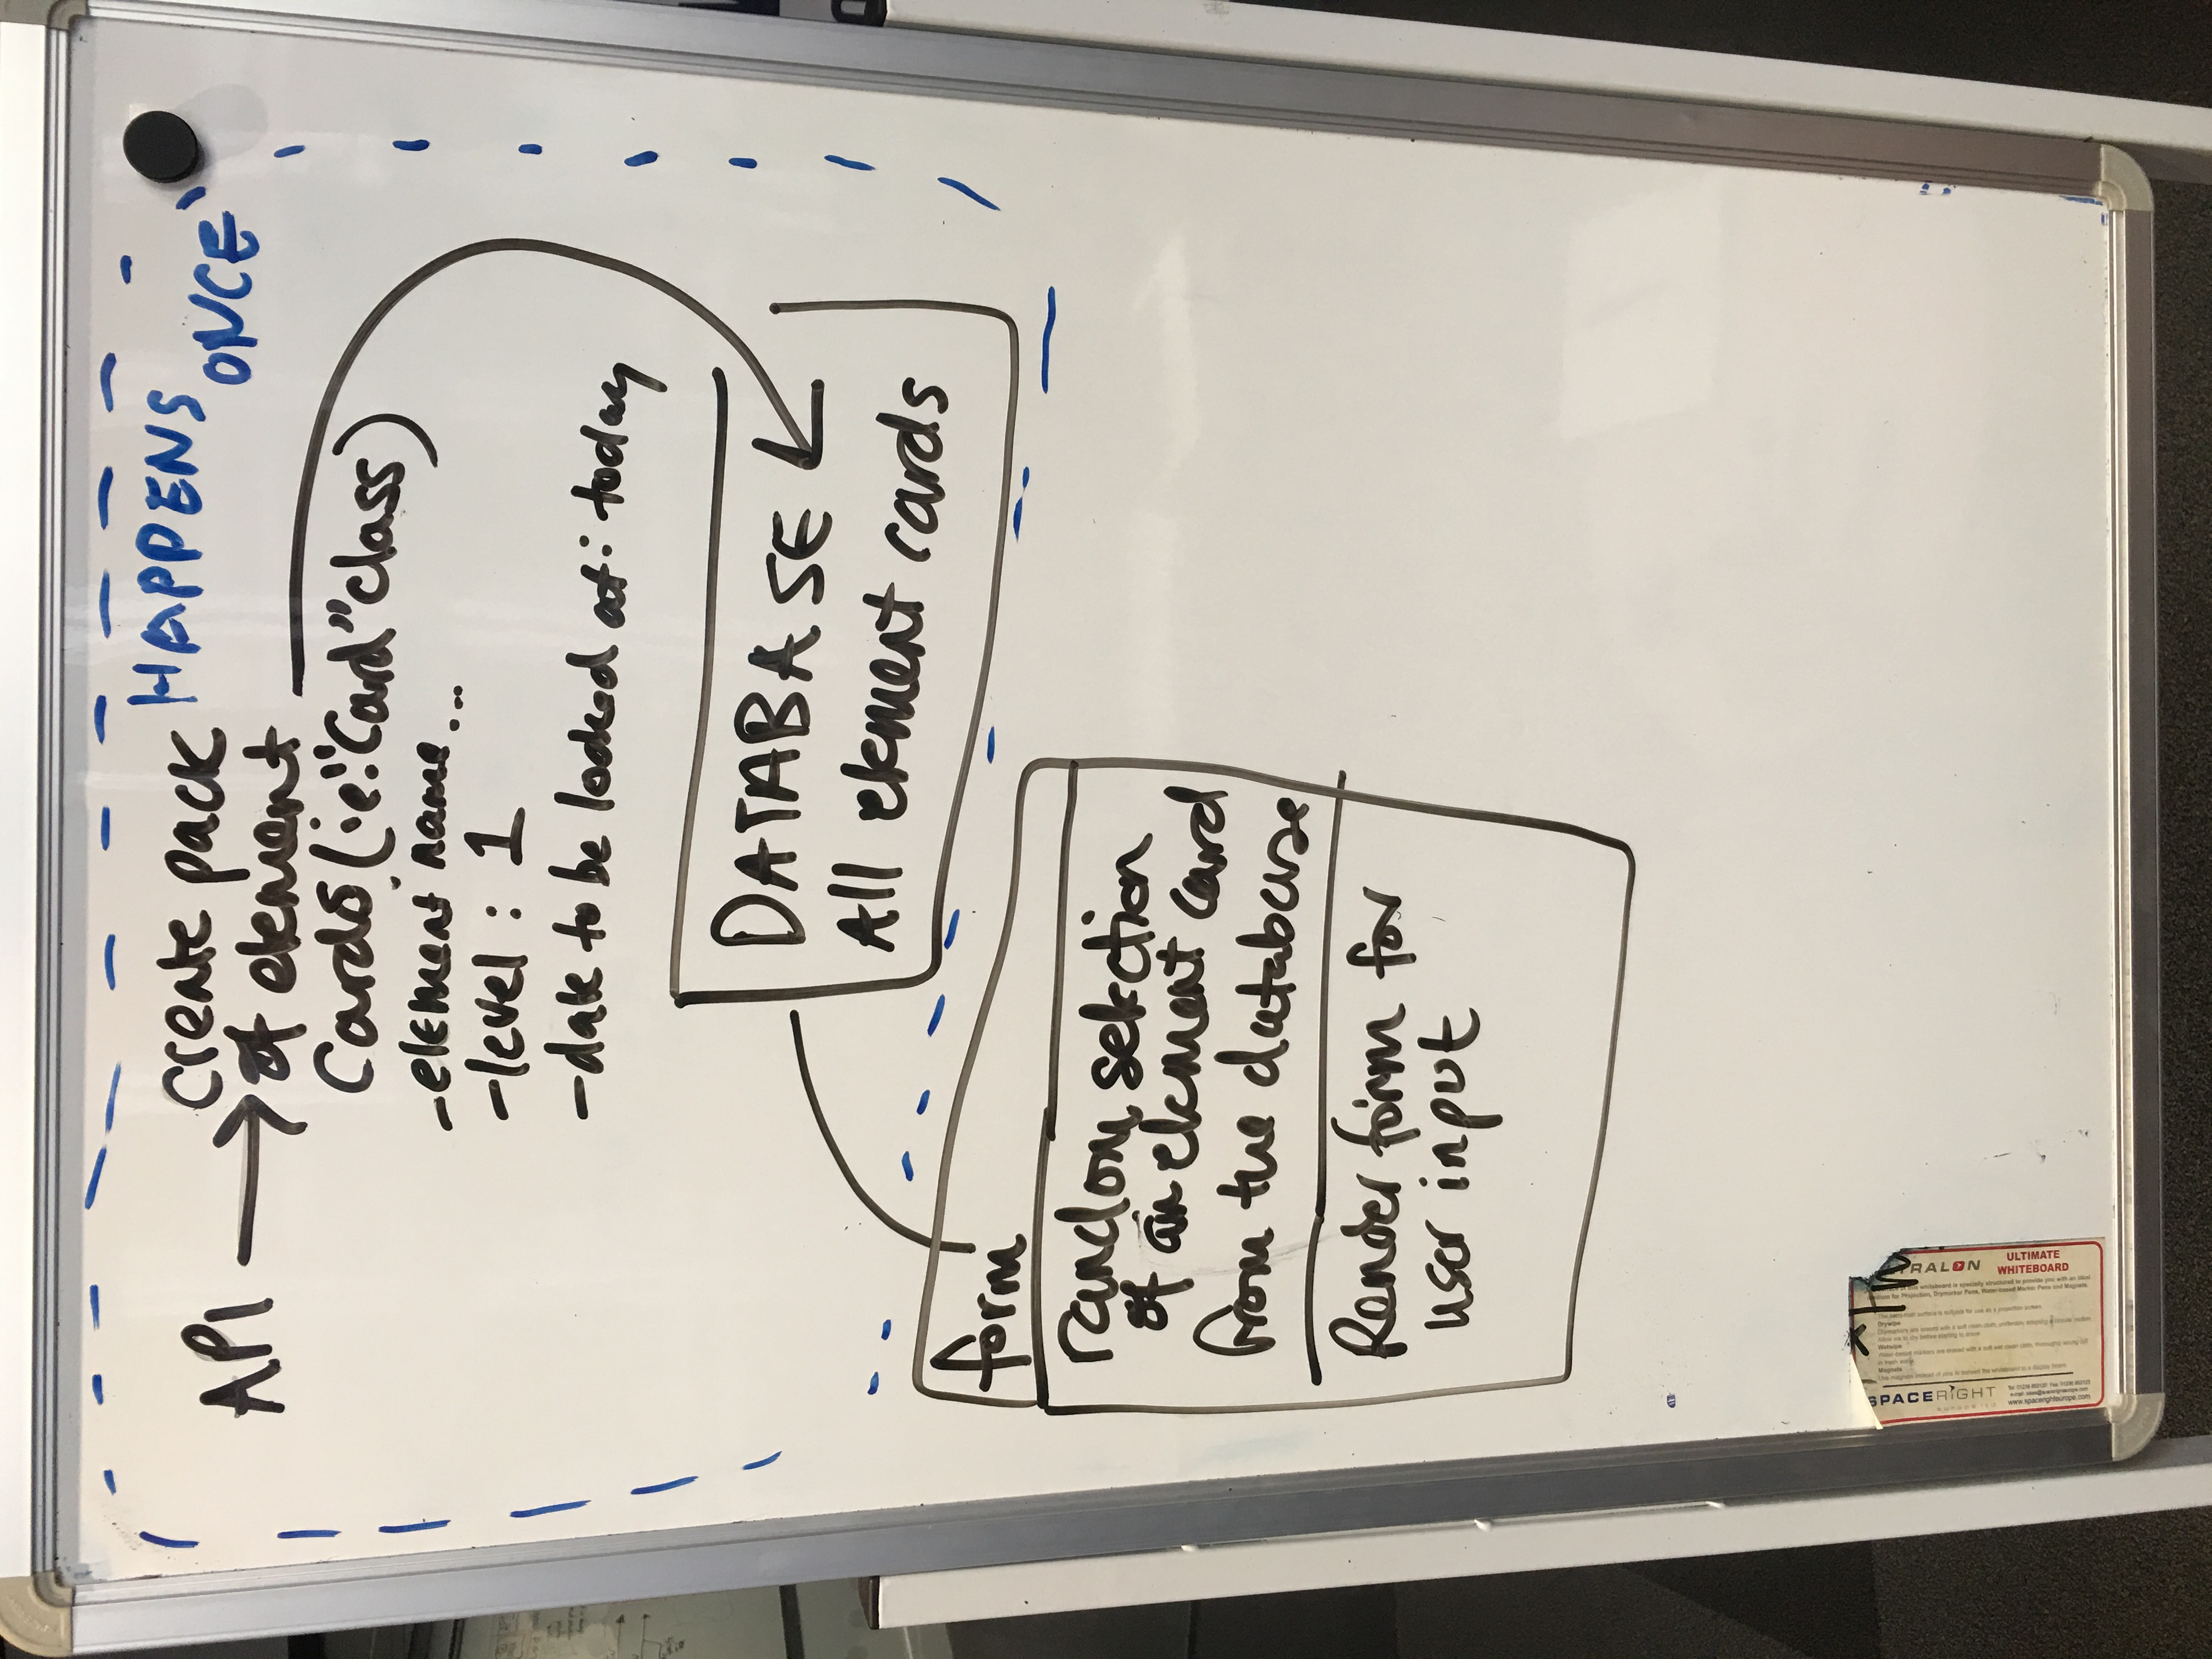 HAPPENS
ONCE
API
create pack
of element
Cards (ie: "Card" class)
- element name...
- level : 1
- date to be looked at: today
DATABASE
All element cards
form
random selection
of an element card
from the database
Render form for
user input
SPACERIGHT
ULTIMATE
WHITEBOARD